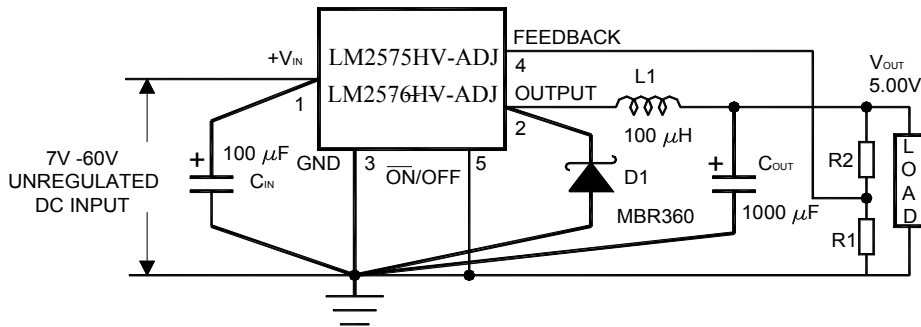 FEEDBACK
+VIN
LM2575HV-ADJ
4
VOUT
5.00V
L1
LM2576HV-ADJ
OUTPUT
1
2
100 μH
7V -60V
UNREGULATED
DC INPUT
+
100 μF
CIN
GND
3
ON/OFF
5
D1
MBR360
+
COUT
1000 μF
R2
R1
LOAD